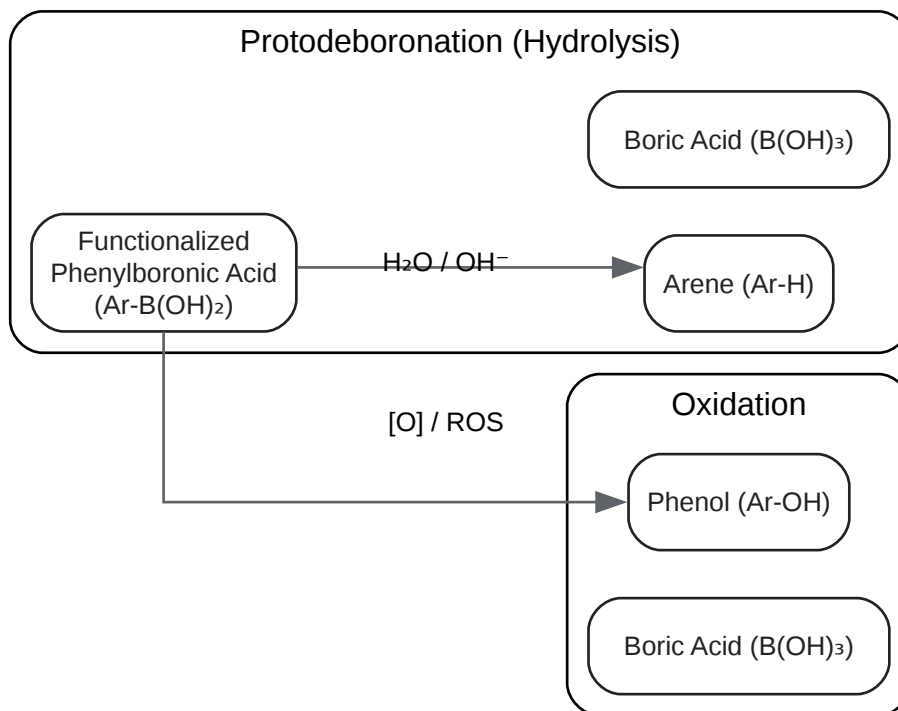 Protodeboronation (Hydrolysis)
Boric Acid (B(OH)₃)
Functionalized
Phenylboronic Acid
(Ar-B(OH)₂)
H₂O / OH⁻
Arene (Ar-H)
Oxidation
[O] / ROS
Phenol (Ar-OH)
Boric Acid (B(OH)₃)